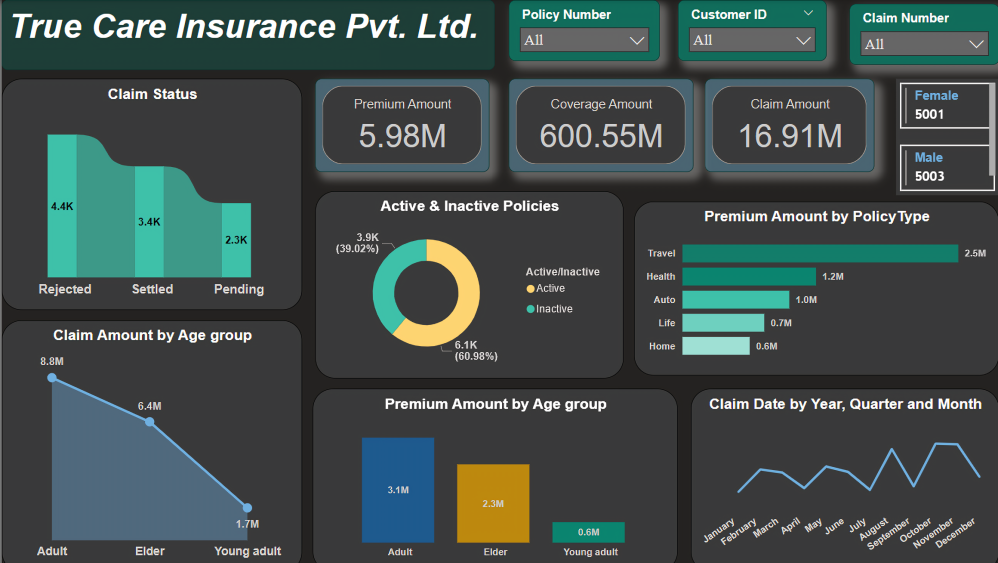 True Care Insurance Pvt. Ltd.
Policy Number
All
Customer ID
All
Claim Number
All
Claim Status
4.4K
3.4K
2.3K
Rejected
Settled
Pending
Premium Amount
5.98M
Coverage Amount
600.55M
Claim Amount
16.91M
Female
5001
Male
5003
Active & Inactive Policies
3.9K
(39.02%)
6.1K
(60.98%)
Active/Inactive
Active
Inactive
Premium Amount by PolicyType
Travel
2.5M
Health
1.2M
Auto
1.0M
Life
0.7M
Home
0.6M
Claim Amount by Age group
8.8M
6.4M
1.7M
Adult
Elder
Young adult
Premium Amount by Age group
3.1M
2.3M
0.6M
Adult
Elder
Young adult
Claim Date by Year, Quarter and Month
January
February
March
April
May
June
July
August
September
October
November
December